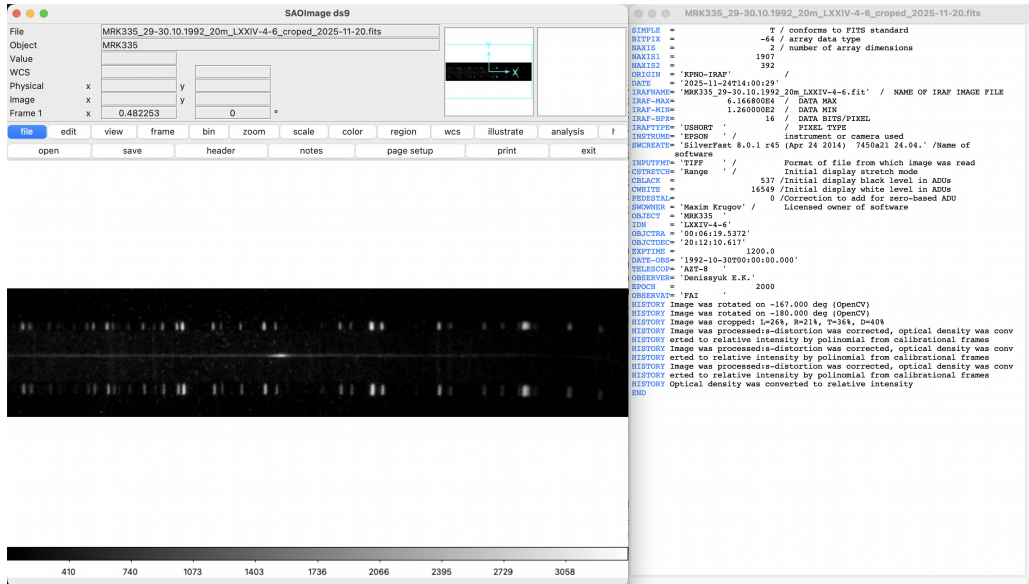 SAOImage ds9
File MRK335_29-30.10.1992_20m_LXXIV-4-6_croped_2025-11-20.fits
Object MRK335
Value
WCS
Physical x y
Image x y
Frame 1 x 0.482253 0 °
Y
X
file edit view frame bin zoom scale color region wcs illustrate analysis
open save header notes page setup print exit
410 740 1073 1403 1736 2066 2395 2729 3058
MRK335_29-30.10.1992_20m_LXXIV-4-6_croped_2025-11-20.fits
SIMPLE = T / conforms to FITS standard
BITPIX = -64 / array data type
NAXIS = 2 / number of array dimensions
NAXIS1 = 1907
NAXIS2 = 392
ORIGIN = 'KPNO-IRAF' /
DATE = '2025-11-24T14:00:29'
IRAFNAME= 'MRK335_29-30.10.1992_20m_LXXIV-4-6.fit' / NAME OF IRAF IMAGE FILE
IRAF-MAX= 6.166800E4 / DATA MAX
IRAF-MIN= 1.260000E2 / DATA MIN
IRAF-BPX= 16 / DATA BITS/PIXEL
IRAFTYPE= 'USHORT ' / PIXEL TYPE
INSTRUME= 'EPSON ' / instrument or camera used
SWCREATE= 'SilverFast 8.0.1 r45 (Apr 24 2014) 7450a21 24.04.' /Name of
software
INPUTFMT= 'TIFF ' / Format of file from which image was read
CSTRETCH= 'Range ' / Initial display stretch mode
CBLACK = 537 /Initial display black level in ADUs
CWHITE = 16549 /Initial display white level in ADUs
PEDESTAL= 0 /Correction to add for zero-based ADU
SWOWNER = 'Maxim Krugov' / Licensed owner of software
OBJECT = 'MRK335 '
IDN = 'LXXIV-4-6'
OBJCTRA = '00:06:19.5372'
OBJCTDEC= '20:12:10.617'
EXPTIME = 1200.0
DATE-OBS= '1992-10-30T00:00:00.000'
TELESCOP= 'AZT-8 '
OBSERVER= 'Denissyuk E.K.'
EPOCH = 2000
OBSERVAT= 'FAI '
HISTORY Image was rotated on -167.000 deg (OpenCV)
HISTORY Image was rotated on -180.000 deg (OpenCV)
HISTORY Image was cropped: L=26%, R=21%, T=36%, D=40%
HISTORY Image was processed:s-distortion was corrected, optical density was conv
HISTORY erted to relative intensity by polinomial from calibrational frames
HISTORY Image was processed:s-distortion was corrected, optical density was conv
HISTORY erted to relative intensity by polinomial from calibrational frames
HISTORY Image was processed:s-distortion was corrected, optical density was conv
HISTORY erted to relative intensity by polinomial from calibrational frames
HISTORY Optical density was converted to relative intensity
END